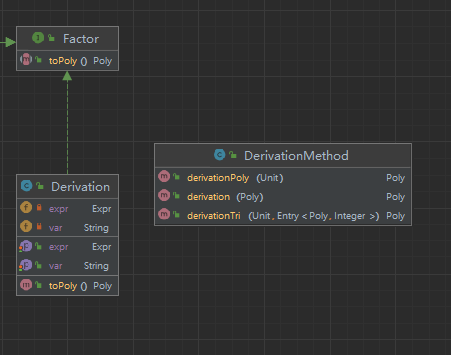 Factor
toPoly () Poly
DerivationMethod
derivationPoly (Unit) Poly
derivation (Poly) Poly
derivationTri (Unit, Entry < Poly, Integer >) Poly
Derivation
expr Expr
var String
expr Expr
var String
toPoly () Poly